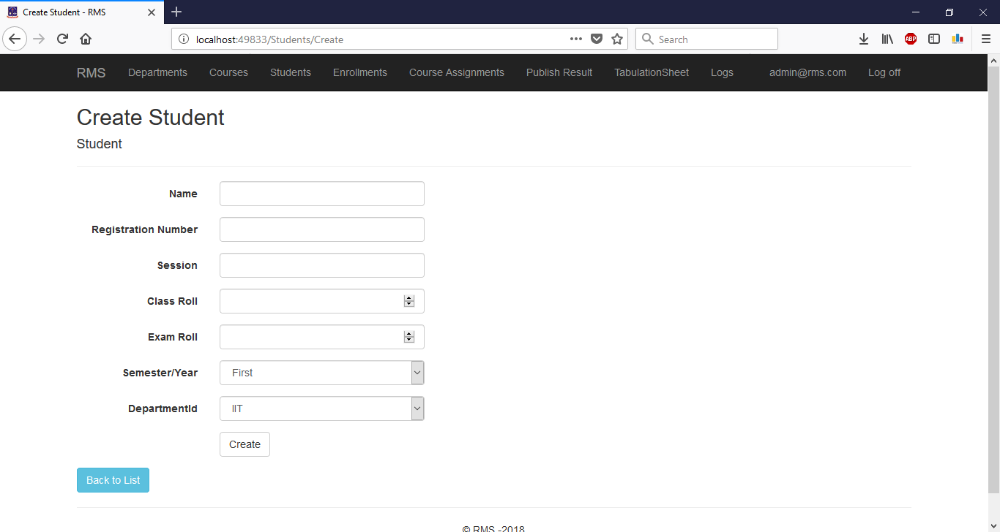 Create Student - RMS
localhost:49833/Students/Create
Search
ABP
RMS Departments Courses Students Enrollments Course Assignments Publish Result TabulationSheet Logs admin@rms.com Log off
Create Student
Student
Name
Registration Number
Session
Class Roll
Exam Roll
Semester/Year First
DepartmentId IIT
Create
Back to List
© RMS -2018